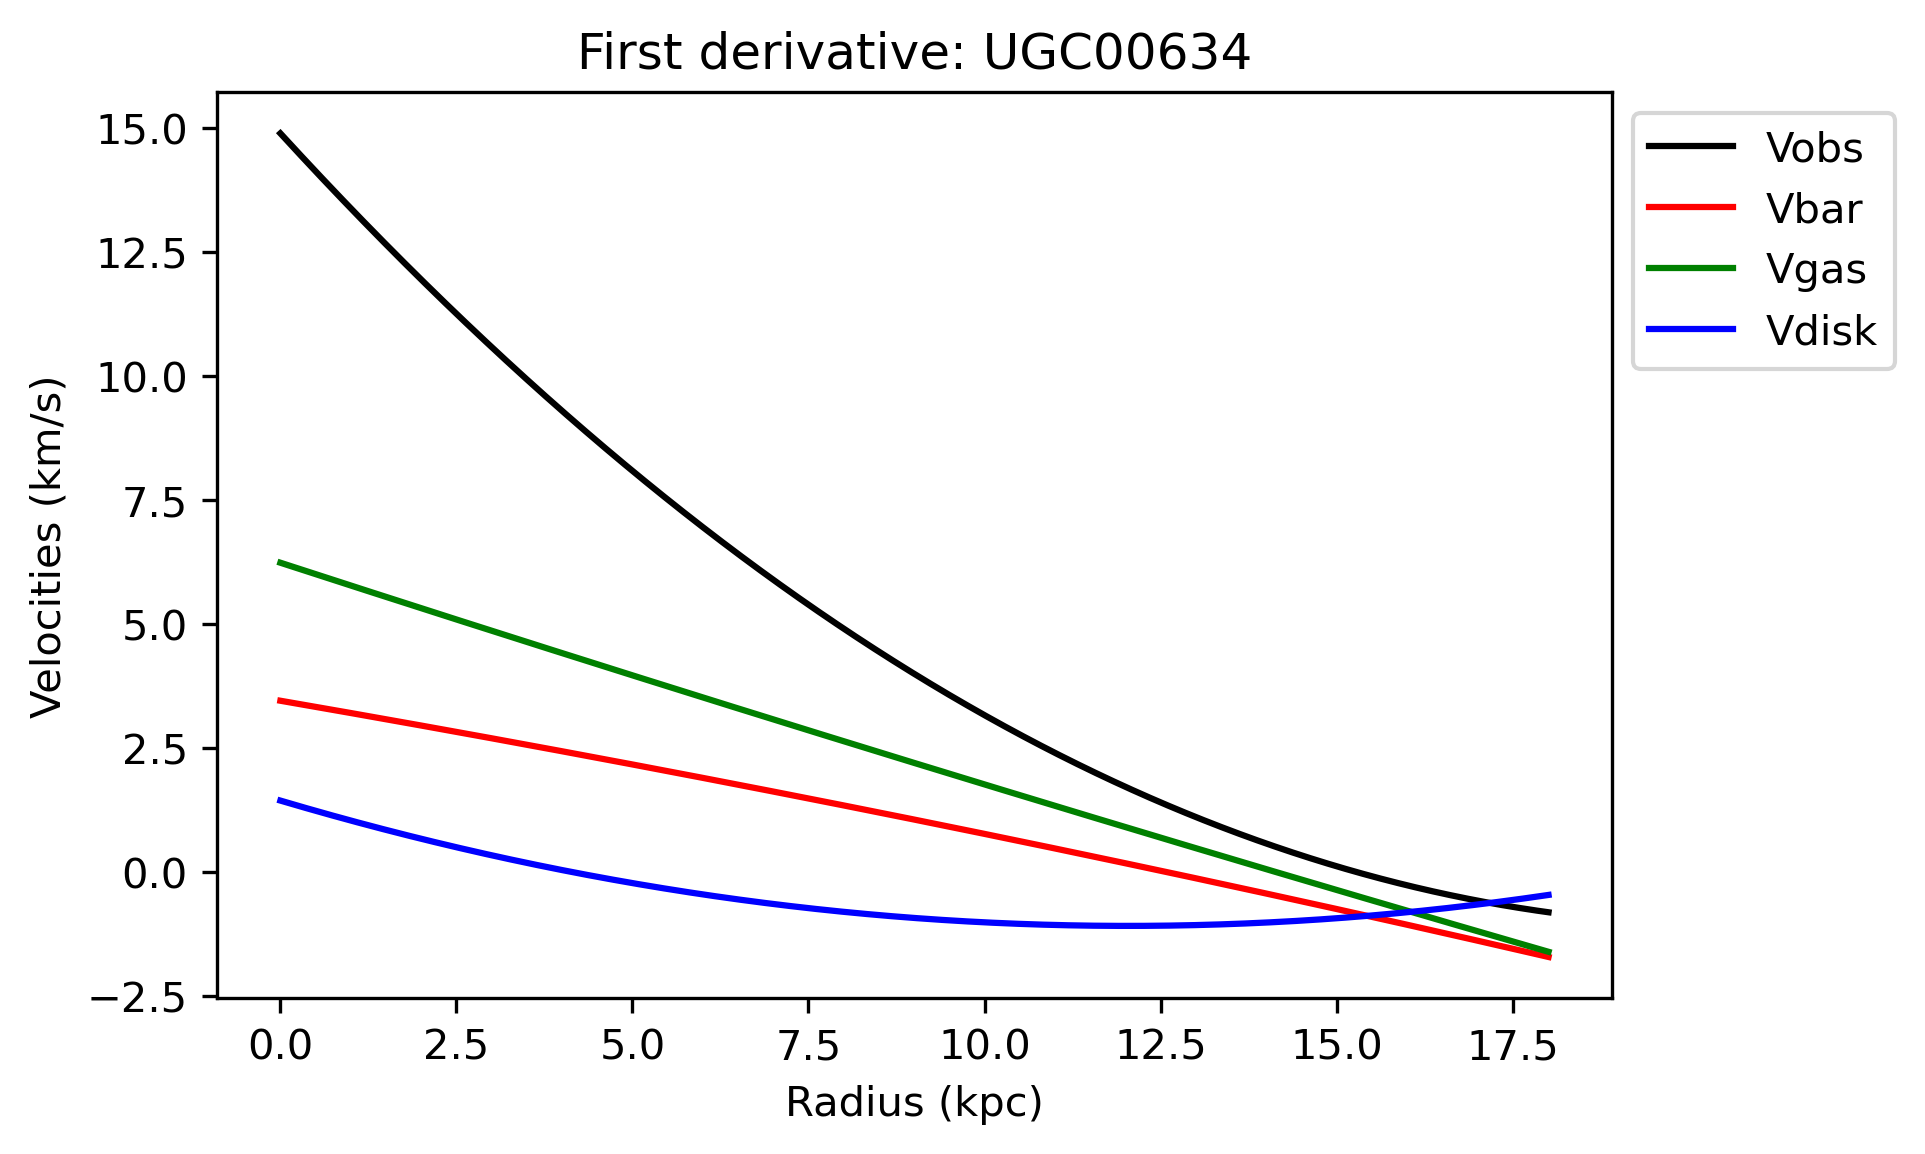 First derivative: UGC00634
15.0
12.5
10.0
7.5
5.0
2.5
0.0
−2.5
Velocities (km/s)
0.0 2.5 5.0 7.5 10.0 12.5 15.0 17.5
Radius (kpc)
Vobs
Vbar
Vgas
Vdisk